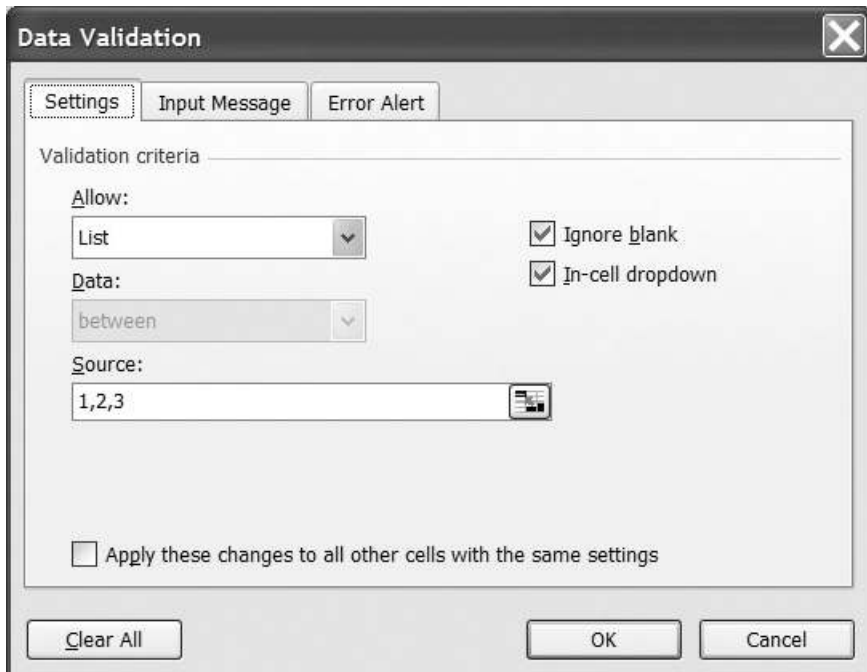 Data Validation
Settings
Input Message
Error Alert
Validation criteria
Allow:
List
Ignore blank
In-cell dropdown
Data:
between
Source:
1,2,3
Apply these changes to all other cells with the same settings
Clear All
OK
Cancel